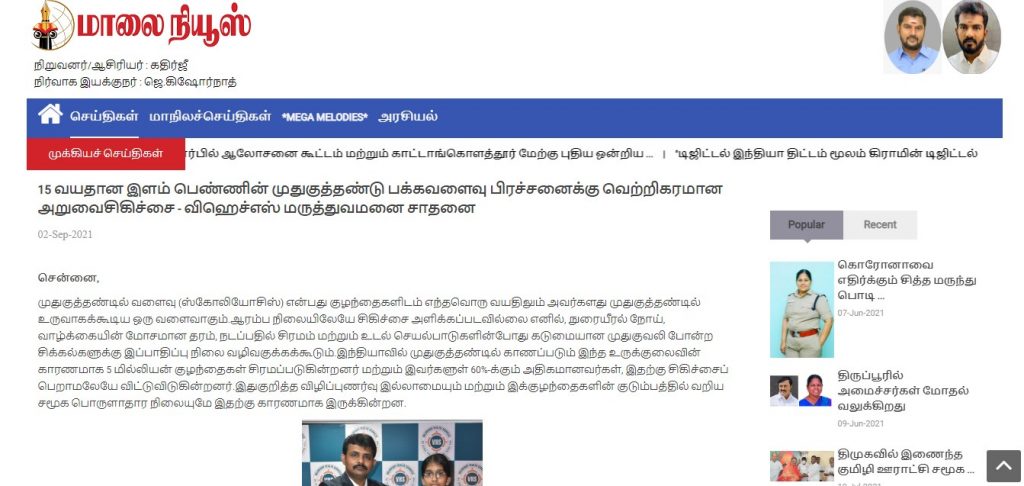 மாலை நியூஸ்
நிறுவனர்/ஆசிரியர் : கதிர்ஜீ
நிர்வாக இயக்குநர் : ஜெ.கிஷோர்நாத்
செய்திகள் மாநிலச்செய்திகள் *MEGA MELODIES* அரசியல்
முக்கியச் செய்திகள் ர்பில் ஆலோசனை கூட்டம் மற்றும் காட்டாங்கொளத்தூர் மேற்கு புதிய ஒன்றிய ... | "டிஜிட்டல் இந்தியா திட்டம் மூலம் கிராமின் டிஜிட்டல்
15 வயதான இளம் பெண்ணின் முதுகுத்தண்டு பக்கவளைவு பிரச்சனைக்கு வெற்றிகரமான
அறுவைசிகிச்சை - விஹெச்எஸ் மருத்துவமனை சாதனை
02-Sep-2021
சென்னை,
முதுகுத்தண்டில் வளைவு (ஸ்கோலியோசிஸ்) என்பது குழந்தைகளிடம் எந்தவொரு வயதிலும் அவர்களது முதுகுத்தண்டில்
உருவாகக்கூடிய ஒரு வளைவாகும்.ஆரம்ப நிலையிலேயே சிகிச்சை அளிக்கப்படவில்லை எனில், நுரையீரல் நோய்,
வாழ்க்கையின் மோசமான தரம், நடப்பதில் சிரமம் மற்றும் உடல் செயல்பாடுகளின்போது கடுமையான முதுகுவலி போன்ற
சிக்கல்களுக்கு இப்பாதிப்பு நிலை வழிவகுக்கக்கூடும்.இந்தியாவில் முதுகுத்தண்டில் காணப்படும் இந்த உருக்குலைவின்
காரணமாக 5 மில்லியன் குழந்தைகள் சிரமப்படுகின்றனர் மற்றும் இவர்களுள் 60%-க்கும் அதிகமானவர்கள், இதற்கு சிகிச்சைப்
பெறாமலேயே விட்டுவிடுகின்றனர்.இதுகுறித்த விழிப்புணர்வு இல்லாமையும் மற்றும் இக்குழந்தைகளின் குடும்பத்தில் வறிய
சமூக பொருளாதார நிலையுமே இதற்கு காரணமாக இருக்கின்றன.
VHS
Popular Recent
கொரோனாவை
எதிர்க்கும் சித்த மருந்து
பொடி ...
07-Jun-2021
திருப்பூரில்
அமைச்சர்கள் மோதல்
வலுக்கிறது
09-Jun-2021
திமுகவில் இணைந்த
குமிழி ஊராட்சி சமூக ...